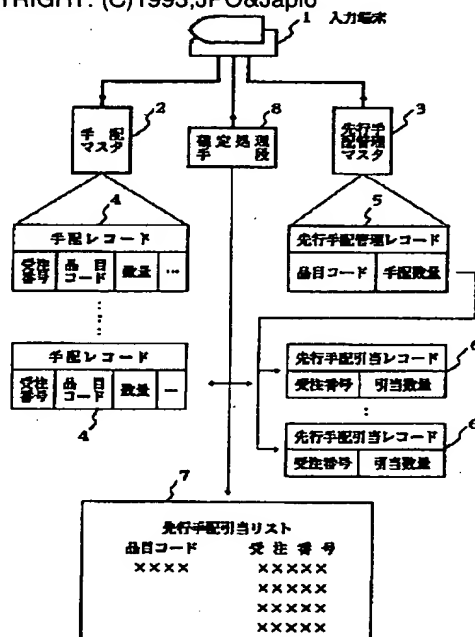 TRIGHT: (C)1993,JPO&Japio
1 入力端末
2
8
3
手配
マスタ
確定処理
手段
先行手
配管理
マスタ
4
5
手配レコード
先行手配管理レコード
受注
番号
品目
コード
数量
…
品目コード
手配数量
手配レコード
受注
番号
品目
コード
数量
—
4
先行手配引当レコード
6
受注番号
引当数量
先行手配引当レコード
6
受注番号
引当数量
7
先行手配引当リスト
品目コード
受注番号
××××
×××××
×××××
×××××
×××××